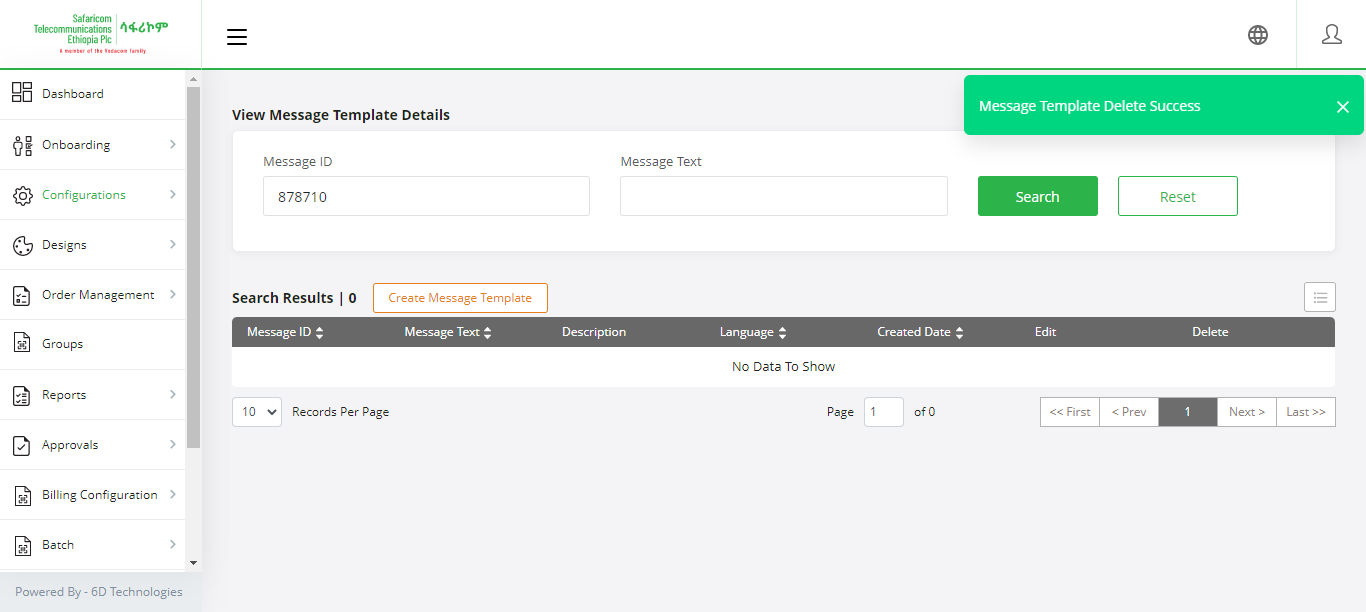 Safaricom
Telecommunications
Ethiopia Plc
ሳፋሪኮም
A member of the Vodacom family
Message Template Delete Success
Dashboard
Onboarding
Configurations
Designs
Order Management
Groups
Reports
Approvals
Billing Configuration
Batch
Powered By - 6D Technologies
View Message Template Details
Message ID Message Text
878710 Search Reset
Search Results | 0 Create Message Template
Message ID Message Text Description Language Created Date Edit Delete
No Data To Show
10 Records Per Page Page 1 of 0 << First < Prev 1 Next > Last >>